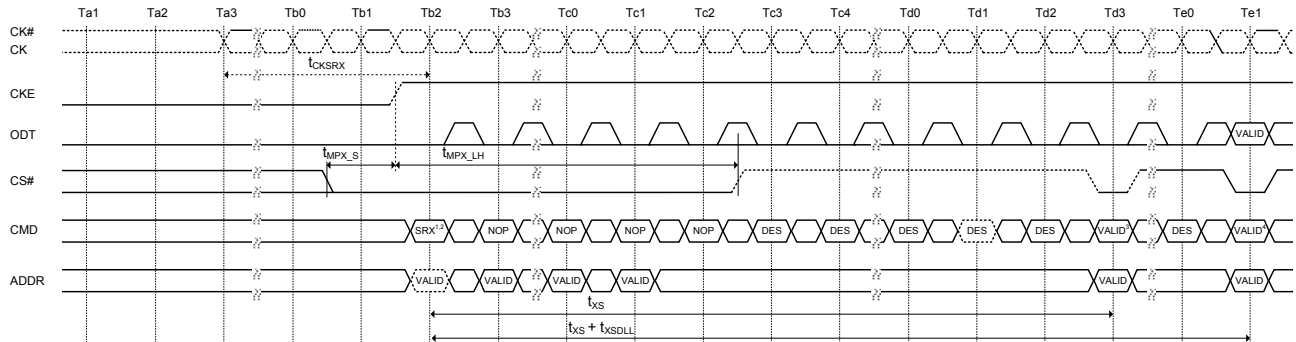 Ta1 Ta2 Ta3 Tb0 Tb1 Tb2 Tb3 Tc0 Tc1 Tc2 Tc3 Tc4 Td0 Td1 Td2 Td3 Te0 Te1
CK#
CK
tCKSRX
CKE
ODT VALID
tMPX_S tMPX_LH
CS#
CMD SRX1,2 NOP NOP NOP NOP DES DES DES DES DES VALID3 DES VALID4
ADDR VALID VALID VALID VALID VALID VALID
tXS
tXS + tXSDLL